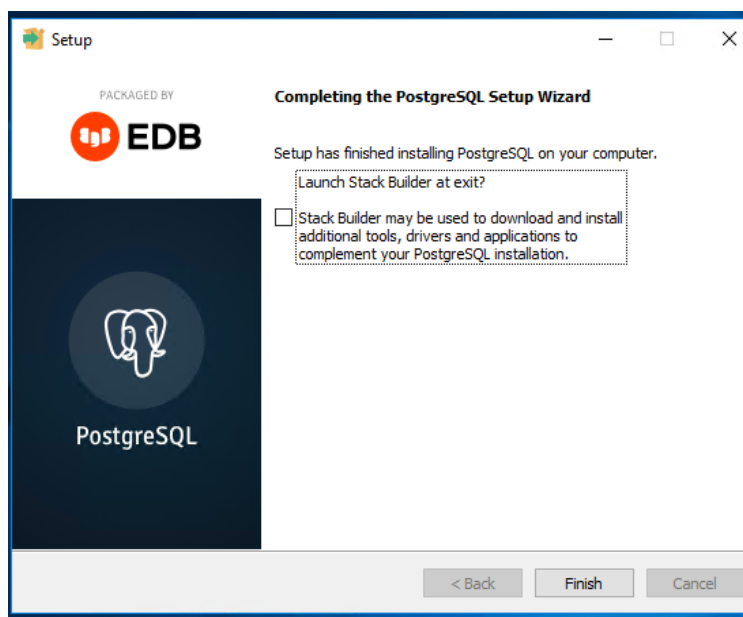 Setup
PACKAGED BY
EDB
Completing the PostgreSQL Setup Wizard
Setup has finished installing PostgreSQL on your computer.
Launch Stack Builder at exit?
Stack Builder may be used to download and install
additional tools, drivers and applications to
complement your PostgreSQL installation.
PostgreSQL
< Back
Finish
Cancel